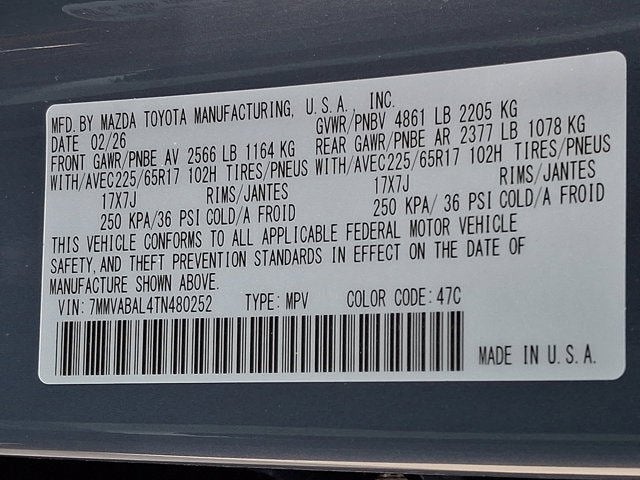 MFD. BY MAZDA TOYOTA MANUFACTURING, U.S.A., INC.
DATE 02/26 GVWR/PNBV 4861 LB 2205 KG
FRONT GAWR/PNBE AV 2566 LB 1164 KG REAR GAWR/PNBE AR 2377 LB 1078 KG
WITH/AVEC225/65R17 102H TIRES/PNEUS WITH/AVEC225/65R17 102H TIRES/PNEUS
17X7J RIMS/JANTES 17X7J RIMS/JANTES
250 KPA/36 PSI COLD/A FROID 250 KPA/ 36 PSI COLD/A FROID
THIS VEHICLE CONFORMS TO ALL APPLICABLE FEDERAL MOTOR VEHICLE
SAFETY, AND THEFT PREVENTION STANDARDS IN EFFECT ON THE DATE OF
MANUFACTURE SHOWN ABOVE.
VIN: 7MMVABAL4TN480252 TYPE: MPV COLOR CODE: 47C
MADE IN U.S.A.